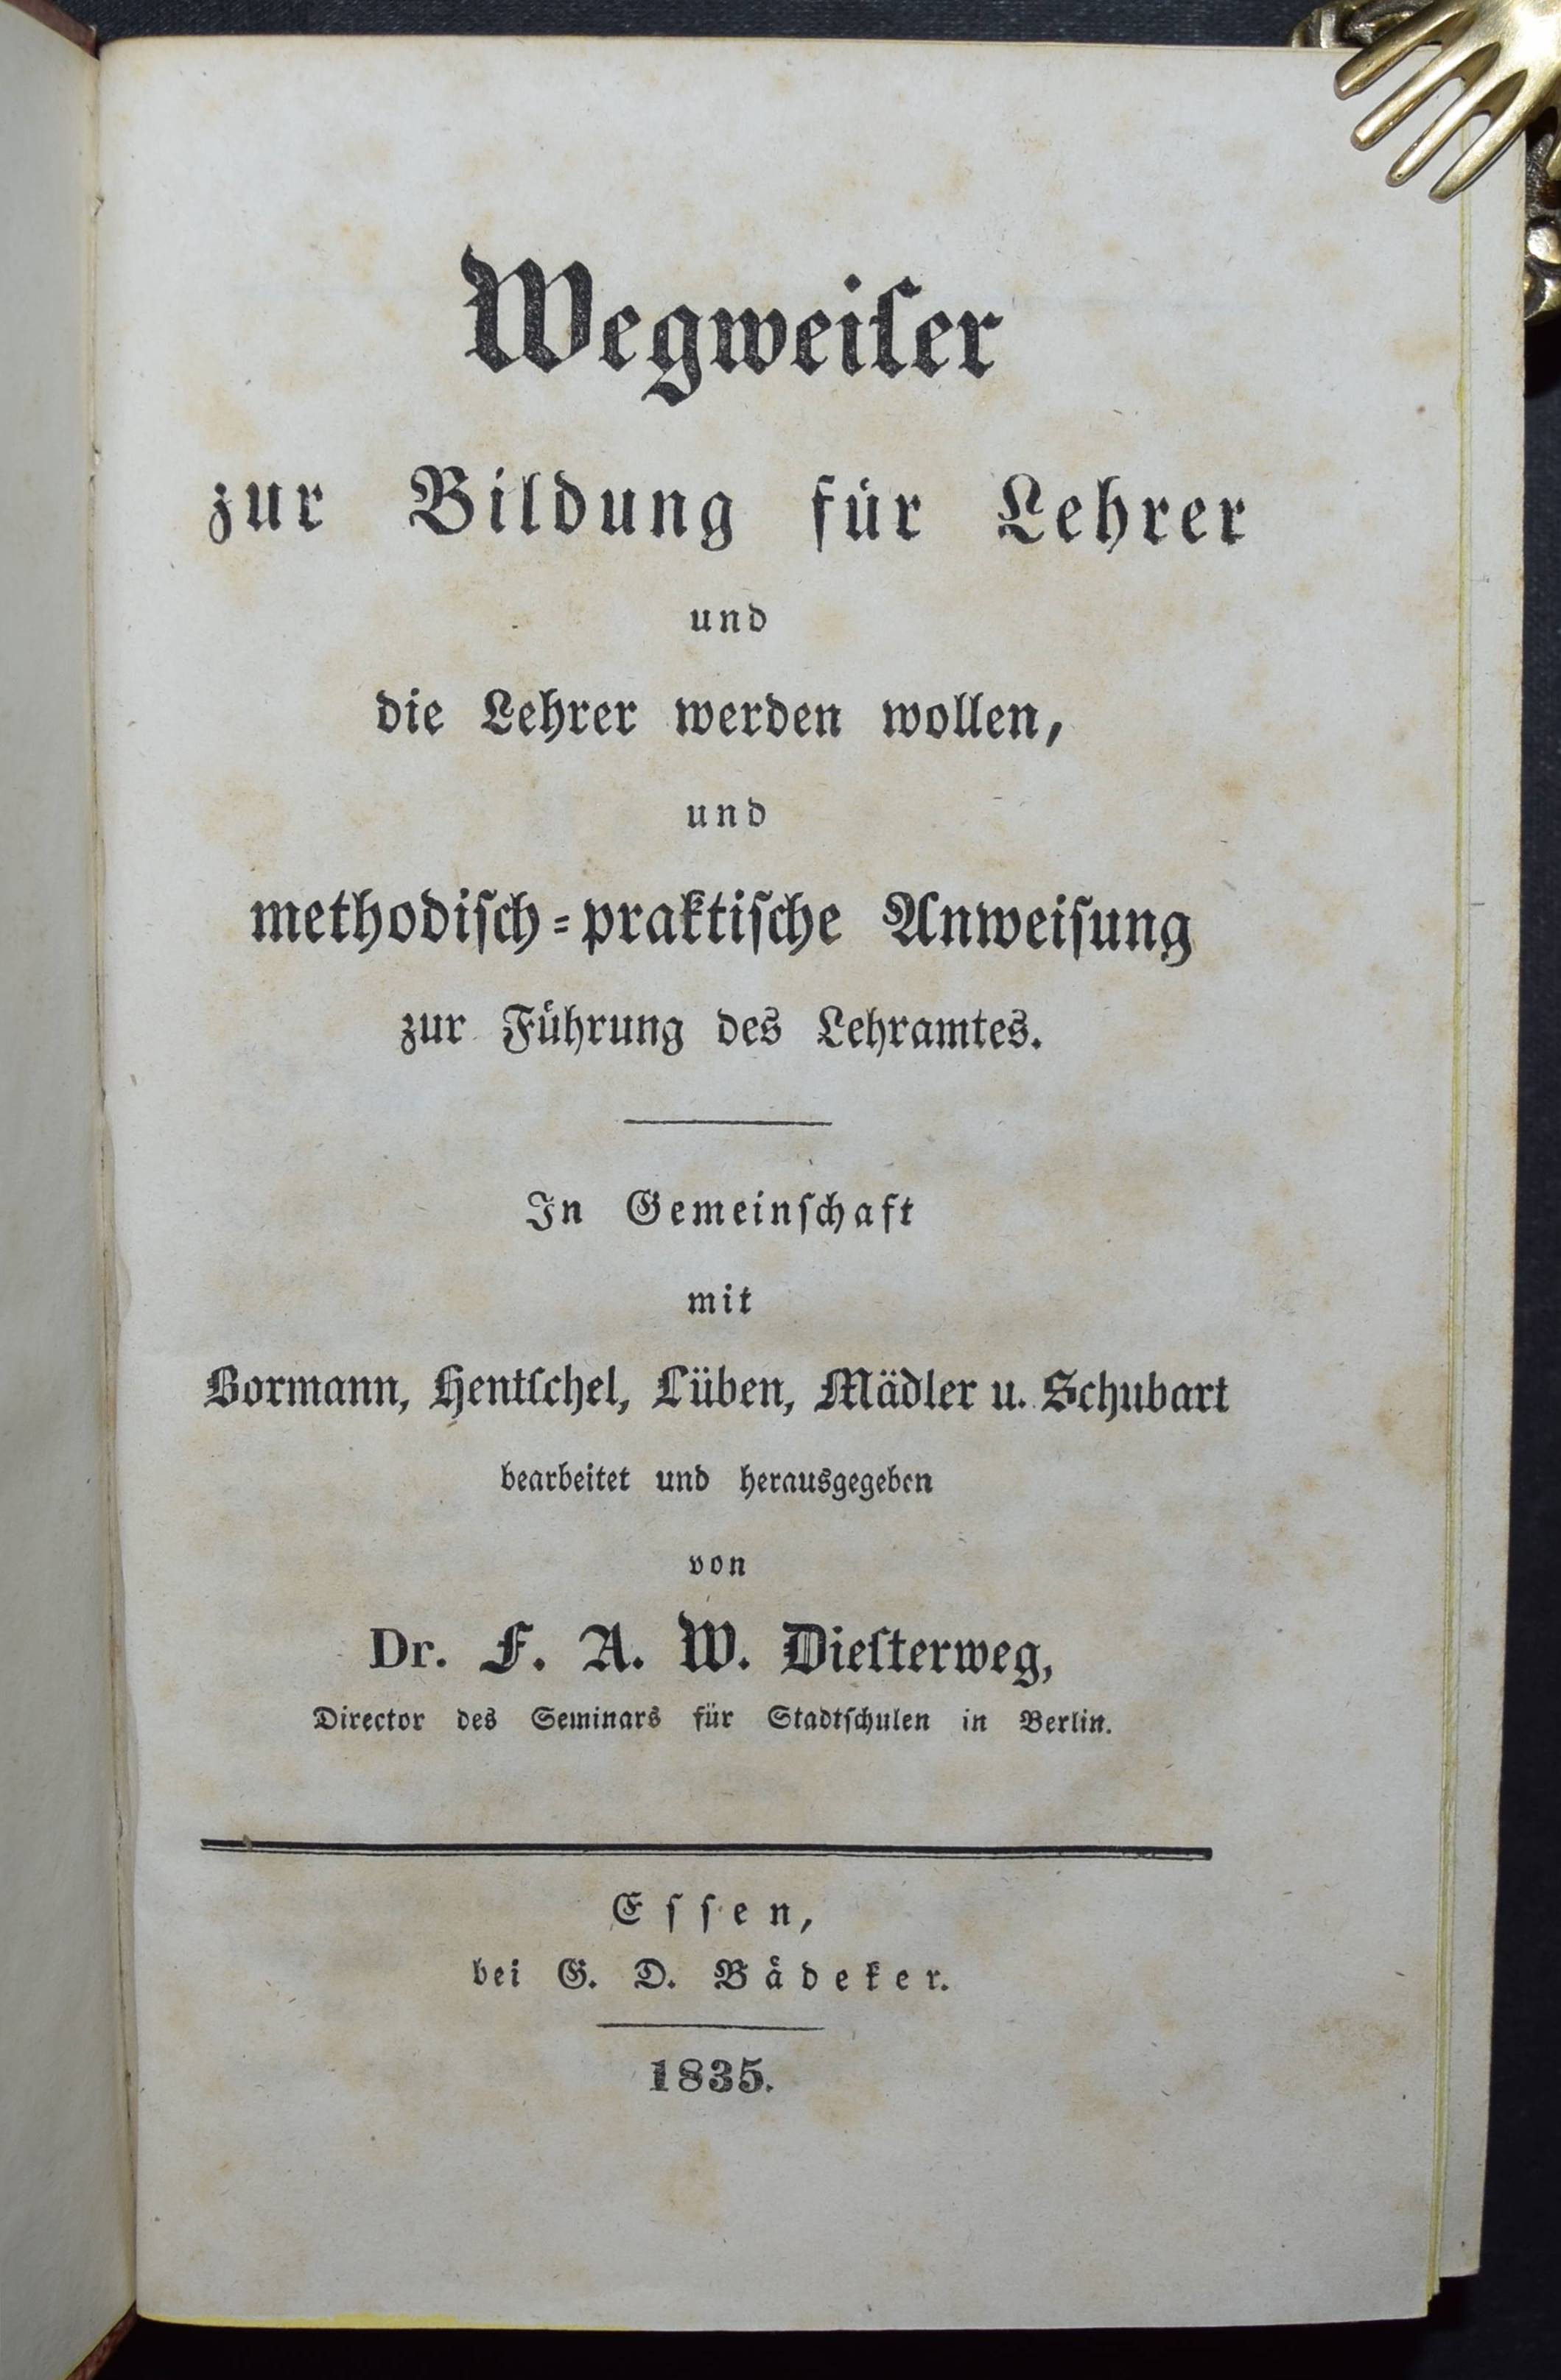 Wegweiſer
zur Bildung für Lehrer
und
die Lehrer werden wollen,
und
methodiſch-praktiſche Anweiſung
zur Führung des Lehramtes.
In Gemeinſchaft
mit
Bormann, Hentſchel, Lüben, Mädler u. Schubart
bearbeitet und herausgegeben
von
Dr. F. A. W. Dieſterweg,
Director des Seminars für Stadtſchulen in Berlin.
Eſſen,
bei G. D. Bädeker.
1835.